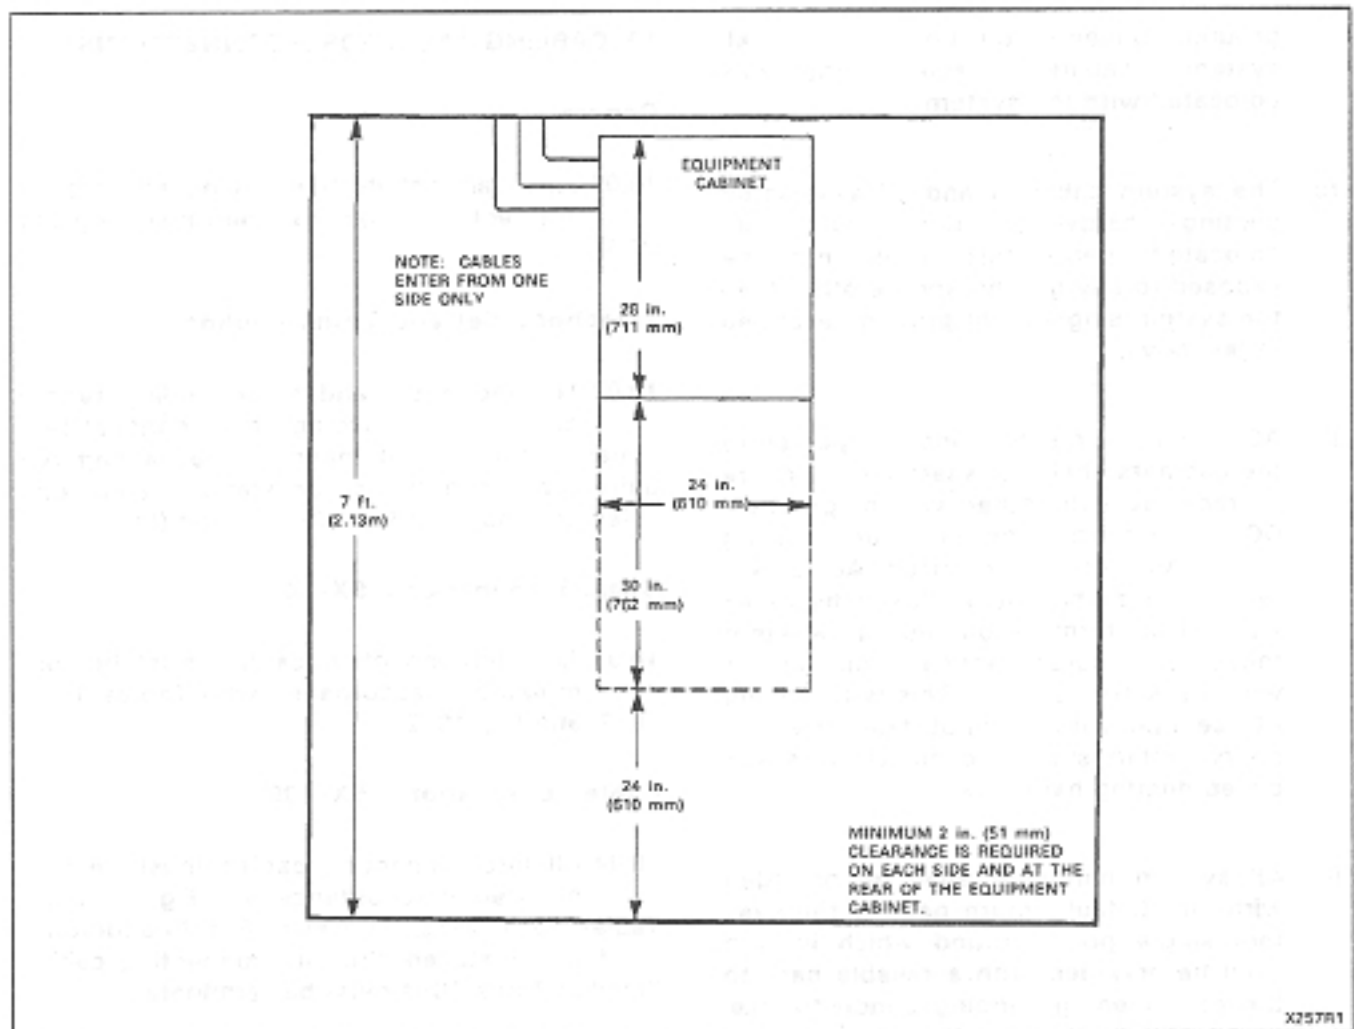 EQUIPMENT
CABINET
NOTE: CABLES
ENTER FROM ONE
SIDE ONLY
28 in.
(711 mm)
7 ft.
(2.13m)
24 in.
(610 mm)
30 in.
(762 mm)
24 in.
(610 mm)
MINIMUM 2 in. (51 mm)
CLEARANCE IS REQUIRED
ON EACH SIDE AND AT THE
REAR OF THE EQUIPMENT
CABINET.
X257R1